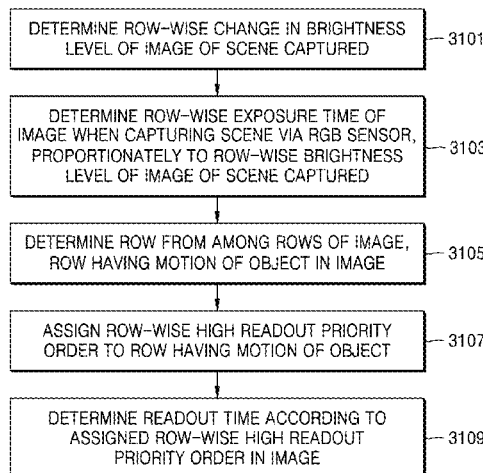 DETERMINE ROW-WISE CHANGE IN BRIGHTNESS
LEVEL OF IMAGE OF SCENE CAPTURED
3101
DETERMINE ROW-WISE EXPOSURE TIME OF
IMAGE WHEN CAPTURING SCENE VIA RGB SENSOR,
PROPORTIONATELY TO ROW-WISE BRIGHTNESS
LEVEL OF IMAGE OF SCENE CAPTURED
3103
DETERMINE ROW FROM AMONG ROWS OF IMAGE,
ROW HAVING MOTION OF OBJECT IN IMAGE
3105
ASSIGN ROW-WISE HIGH READOUT PRIORITY
ORDER TO ROW HAVING MOTION OF OBJECT
3107
DETERMINE READOUT TIME ACCORDING TO
ASSIGNED ROW-WISE HIGH READOUT
PRIORITY ORDER IN IMAGE
3109